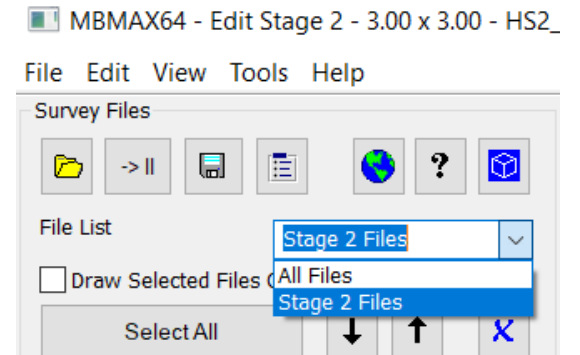 MBMAX64 - Edit Stage 2 - 3.00 x 3.00 - HS2_
File Edit View Tools Help
Survey Files
-> II
?
File List
Stage 2 Files
Draw Selected Files
All Files
Stage 2 Files
Select All